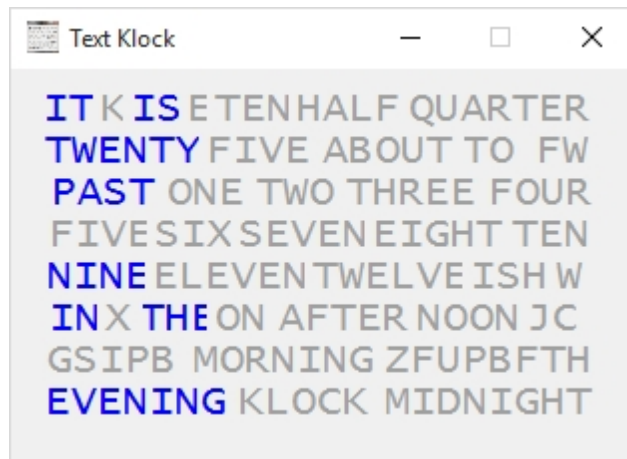 Text Klock
IT K IS E TEN HALF QUARTER
TWENTY FIVE ABOUT TO FW
PAST ONE TWO THREE FOUR
FIVE SIX SEVEN EIGHT TEN
NINE ELEVEN TWELVE ISH W
IN X THE ON AFTER NOON JC
GSIPB MORNING ZFUPBFTH
EVENING KLOCK MIDNIGHT